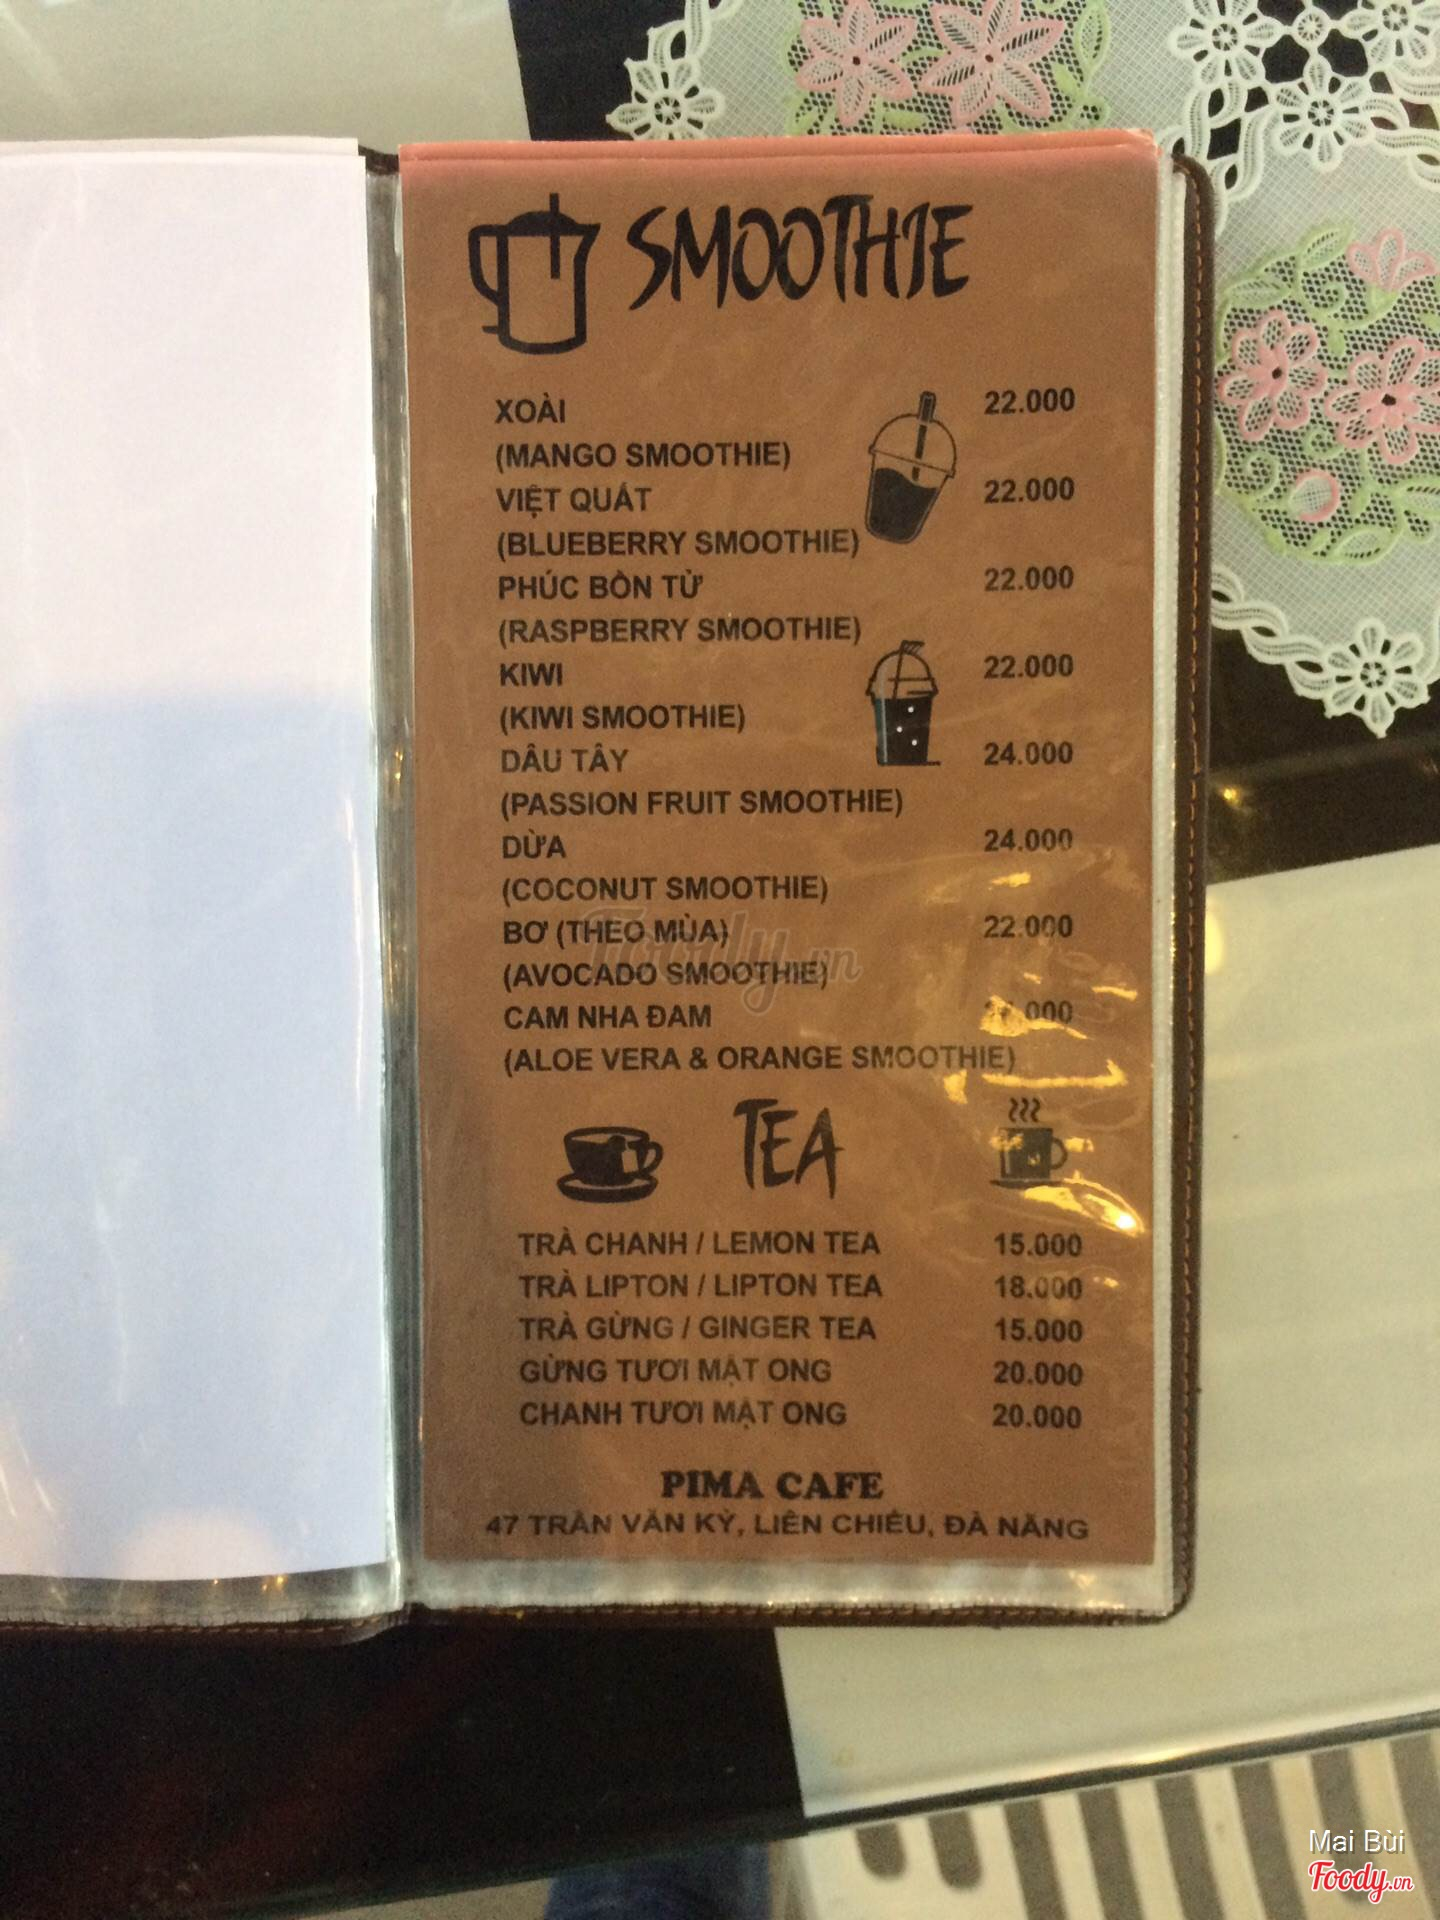 SMOOTHIE
XOÀI 22.000
(MANGO SMOOTHIE)
VIỆT QUẤT 22.000
(BLUEBERRY SMOOTHIE)
PHÚC BỒN TỬ 22.000
(RASPBERRY SMOOTHIE)
KIWI 22.000
(KIWI SMOOTHIE)
DÂU TÂY 24.000
(PASSION FRUIT SMOOTHIE)
DỪA 24.000
(COCONUT SMOOTHIE)
BƠ (THEO MÙA) 22.000
(AVOCADO SMOOTHIE)
CAM NHA ĐAM
(ALOE VERA & ORANGE SMOOTHIE)
TEA
TRÀ CHANH / LEMON TEA 15.000
TRÀ LIPTON / LIPTON TEA 18.000
TRÀ GỪNG / GINGER TEA 15.000
GỪNG TƯƠI MẬT ONG 20.000
CHANH TƯƠI MẬT ONG 20.000
PIMA CAFE
47 TRẦN VĂN KỲ, LIÊN CHIỂU, ĐÀ NẴNG
Foody.vn
Mai Bùi
Foody.vn